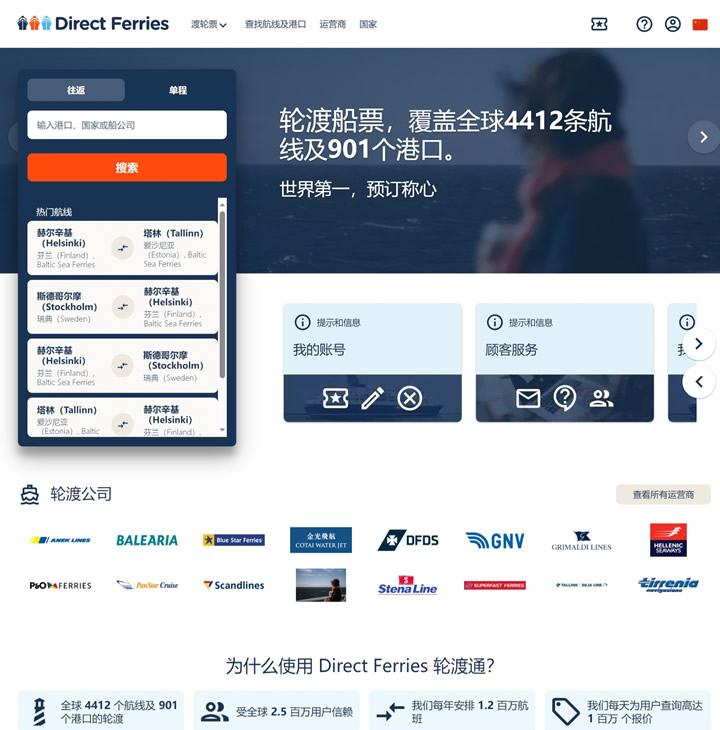 Direct Ferries
渡轮票
查找航线及港口
运营商
国家
往返
单程
输入港口、国家或船公司
搜索
轮渡船票，覆盖全球4412条航
线及901个港口。
世界第一，预订称心
热门航线
赫尔辛基
（Helsinki）
芬兰（Finland）,
Baltic Sea Ferries
塔林（Tallinn）
爱沙尼亚
（Estonia）, Baltic
Sea Ferries
斯德哥尔摩
（Stockholm）
瑞典（Sweden）
赫尔辛基
（Helsinki）
芬兰（Finland）,
Baltic Sea Ferries
赫尔辛基
（Helsinki）
芬兰（Finland）,
Baltic Sea Ferries
斯德哥尔摩
（Stockholm）
瑞典（Sweden）
塔林（Tallinn）
爱沙尼亚
（Estonia）, Baltic
赫尔辛基
（Helsinki）
芬兰（Finland）,
提示和信息
我的账号
提示和信息
顾客服务
轮渡公司
查看所有运营商
ANEK LINES
BALEARIA
Blue Star Ferries
金光飛航
COTAI WATER JET
DFDS
GNV
GRIMALDI LINES
HELLENIC
SEAWAYS
P&O FERRIES
PanStar Cruise
Scandlines
Stena Line
SUPERFAST FERRIES
TALLINK SILJA LINE
tirrenia
navigazione
为什么使用 Direct Ferries 轮渡通？
全球 4412 个航线及 901
个港口的轮渡
受全球 2.5 百万用户信赖
我们每年安排 1.2 百万航
班
我们每天为用户查询高达
1 百万 个报价